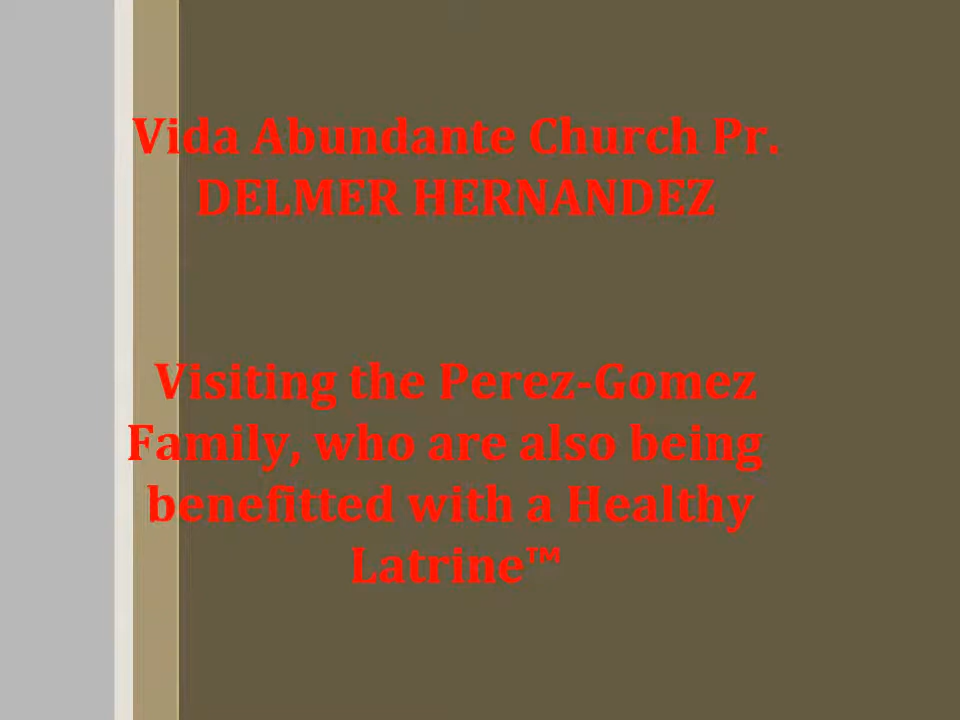 Vida Abundante Church Pr.
DELMER HERNANDEZ
Visiting the Perez-Gomez
Family, who are also being
benefitted with a Healthy
Latrine™